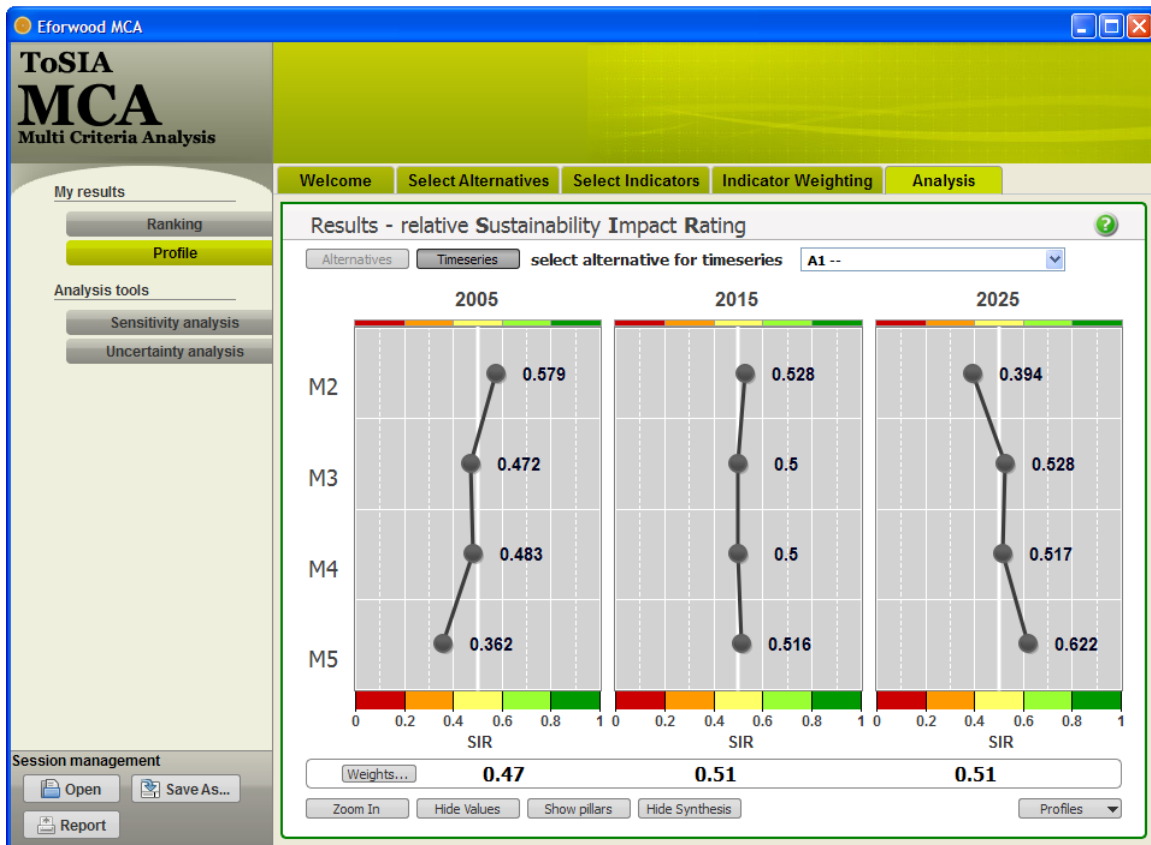 Eforwood MCA
ToSIA
MCA
Multi Criteria Analysis
My results
Ranking
Profile
Analysis tools
Sensitivity analysis
Uncertainty analysis
Session management
Open Save As...
Report
Welcome Select Alternatives Select Indicators Indicator Weighting Analysis
Results - relative Sustainability Impact Rating ?
Alternatives Timeseries select alternative for timeseries A1 --
2005 2015 2025
M2 0.579 0.528 0.394
M3 0.472 0.5 0.528
M4 0.483 0.5 0.517
M5 0.362 0.516 0.622
0 0.2 0.4 0.6 0.8 1 0 0.2 0.4 0.6 0.8 1 0 0.2 0.4 0.6 0.8 1
SIR SIR SIR
Weights... 0.47 0.51 0.51
Zoom In Hide Values Show pillars Hide Synthesis Profiles